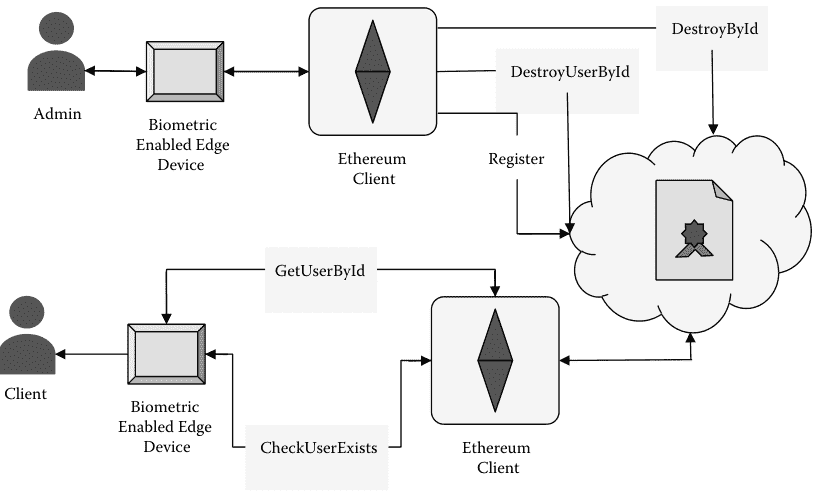 DestroyById
DestroyUserById
Admin
Biometric
Enabled Edge
Device
Ethereum
Client
Register
GetUserById
Client
Biometric
Enabled Edge
Device
CheckUserExists
Ethereum
Client